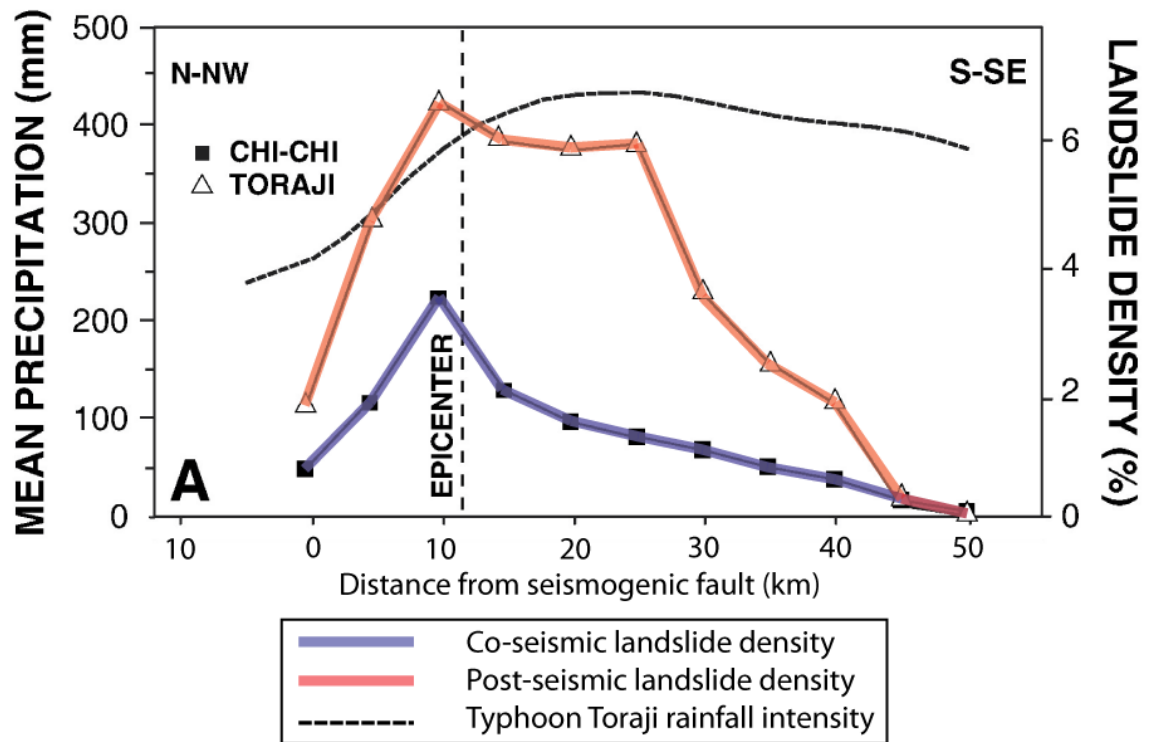 MEAN PRECIPITATION (mm)
500
400
300
200
100
0
N-NW
S-SE
CHI-CHI
TORAJI
EPICENTER
A
LANDSLIDE DENSITY (%)
6
4
2
0
10 0 10 20 30 40 50
Distance from seismogenic fault (km)
Co-seismic landslide density
Post-seismic landslide density
Typhoon Toraji rainfall intensity